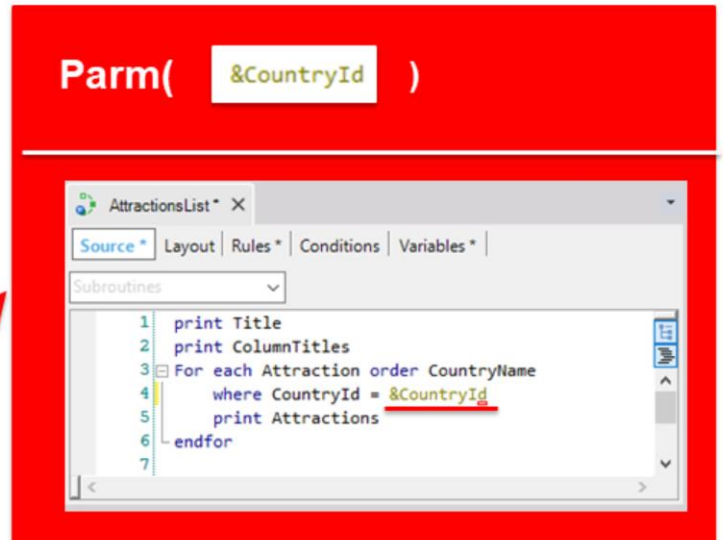 Parm( &CountryId )
AttractionsList * X
Source * Layout Rules * Conditions Variables *
Subroutines
1 print Title
2 print ColumnTitles
3 For each Attraction order CountryName
4 where CountryId = &CountryId
5 print Attractions
6 endfor
7